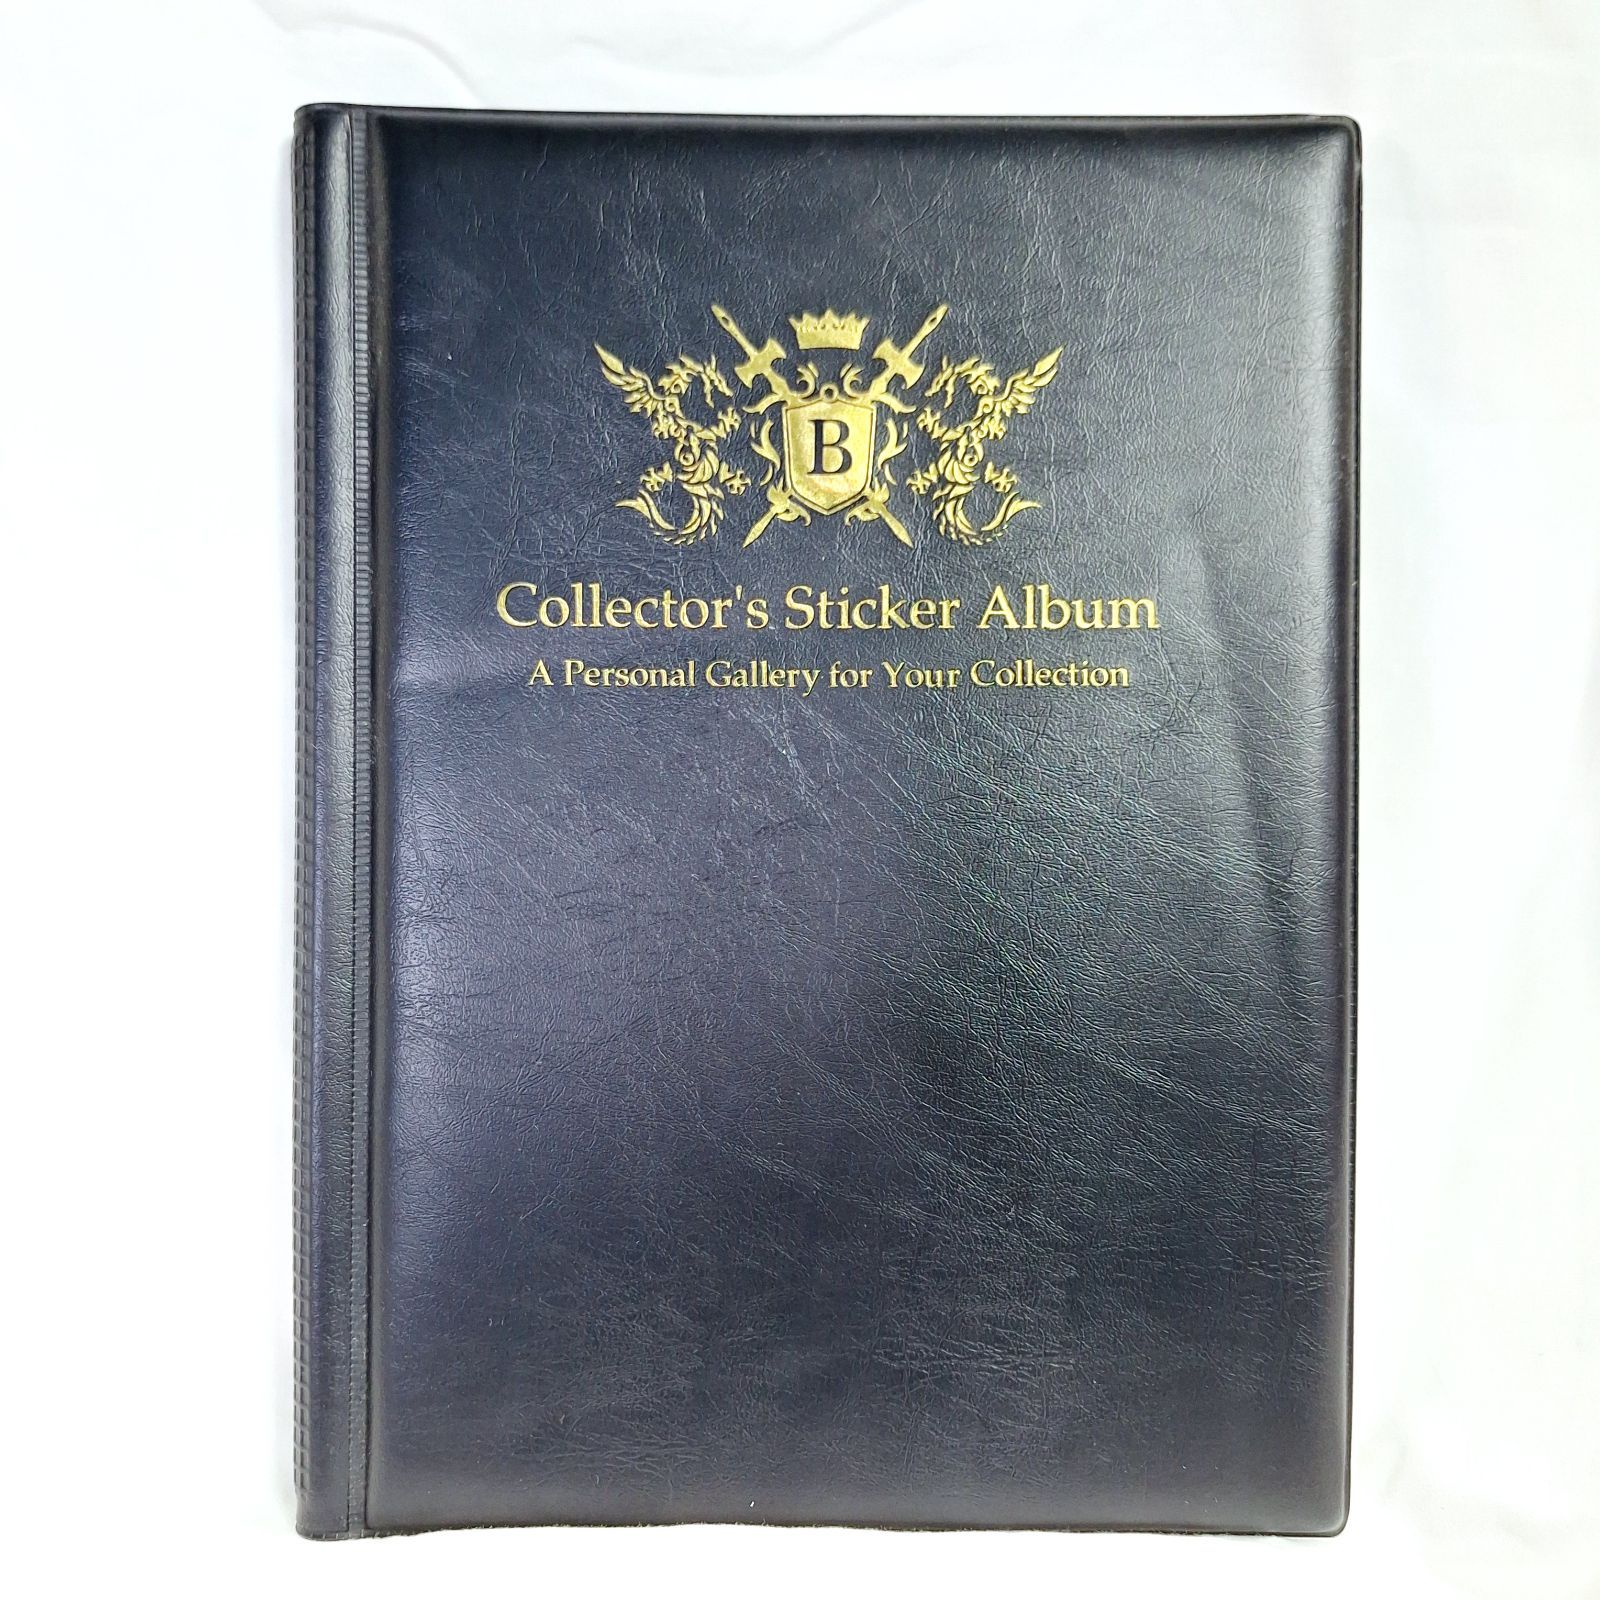 B
Collector's Sticker Album
A Personal Gallery for Your Collection